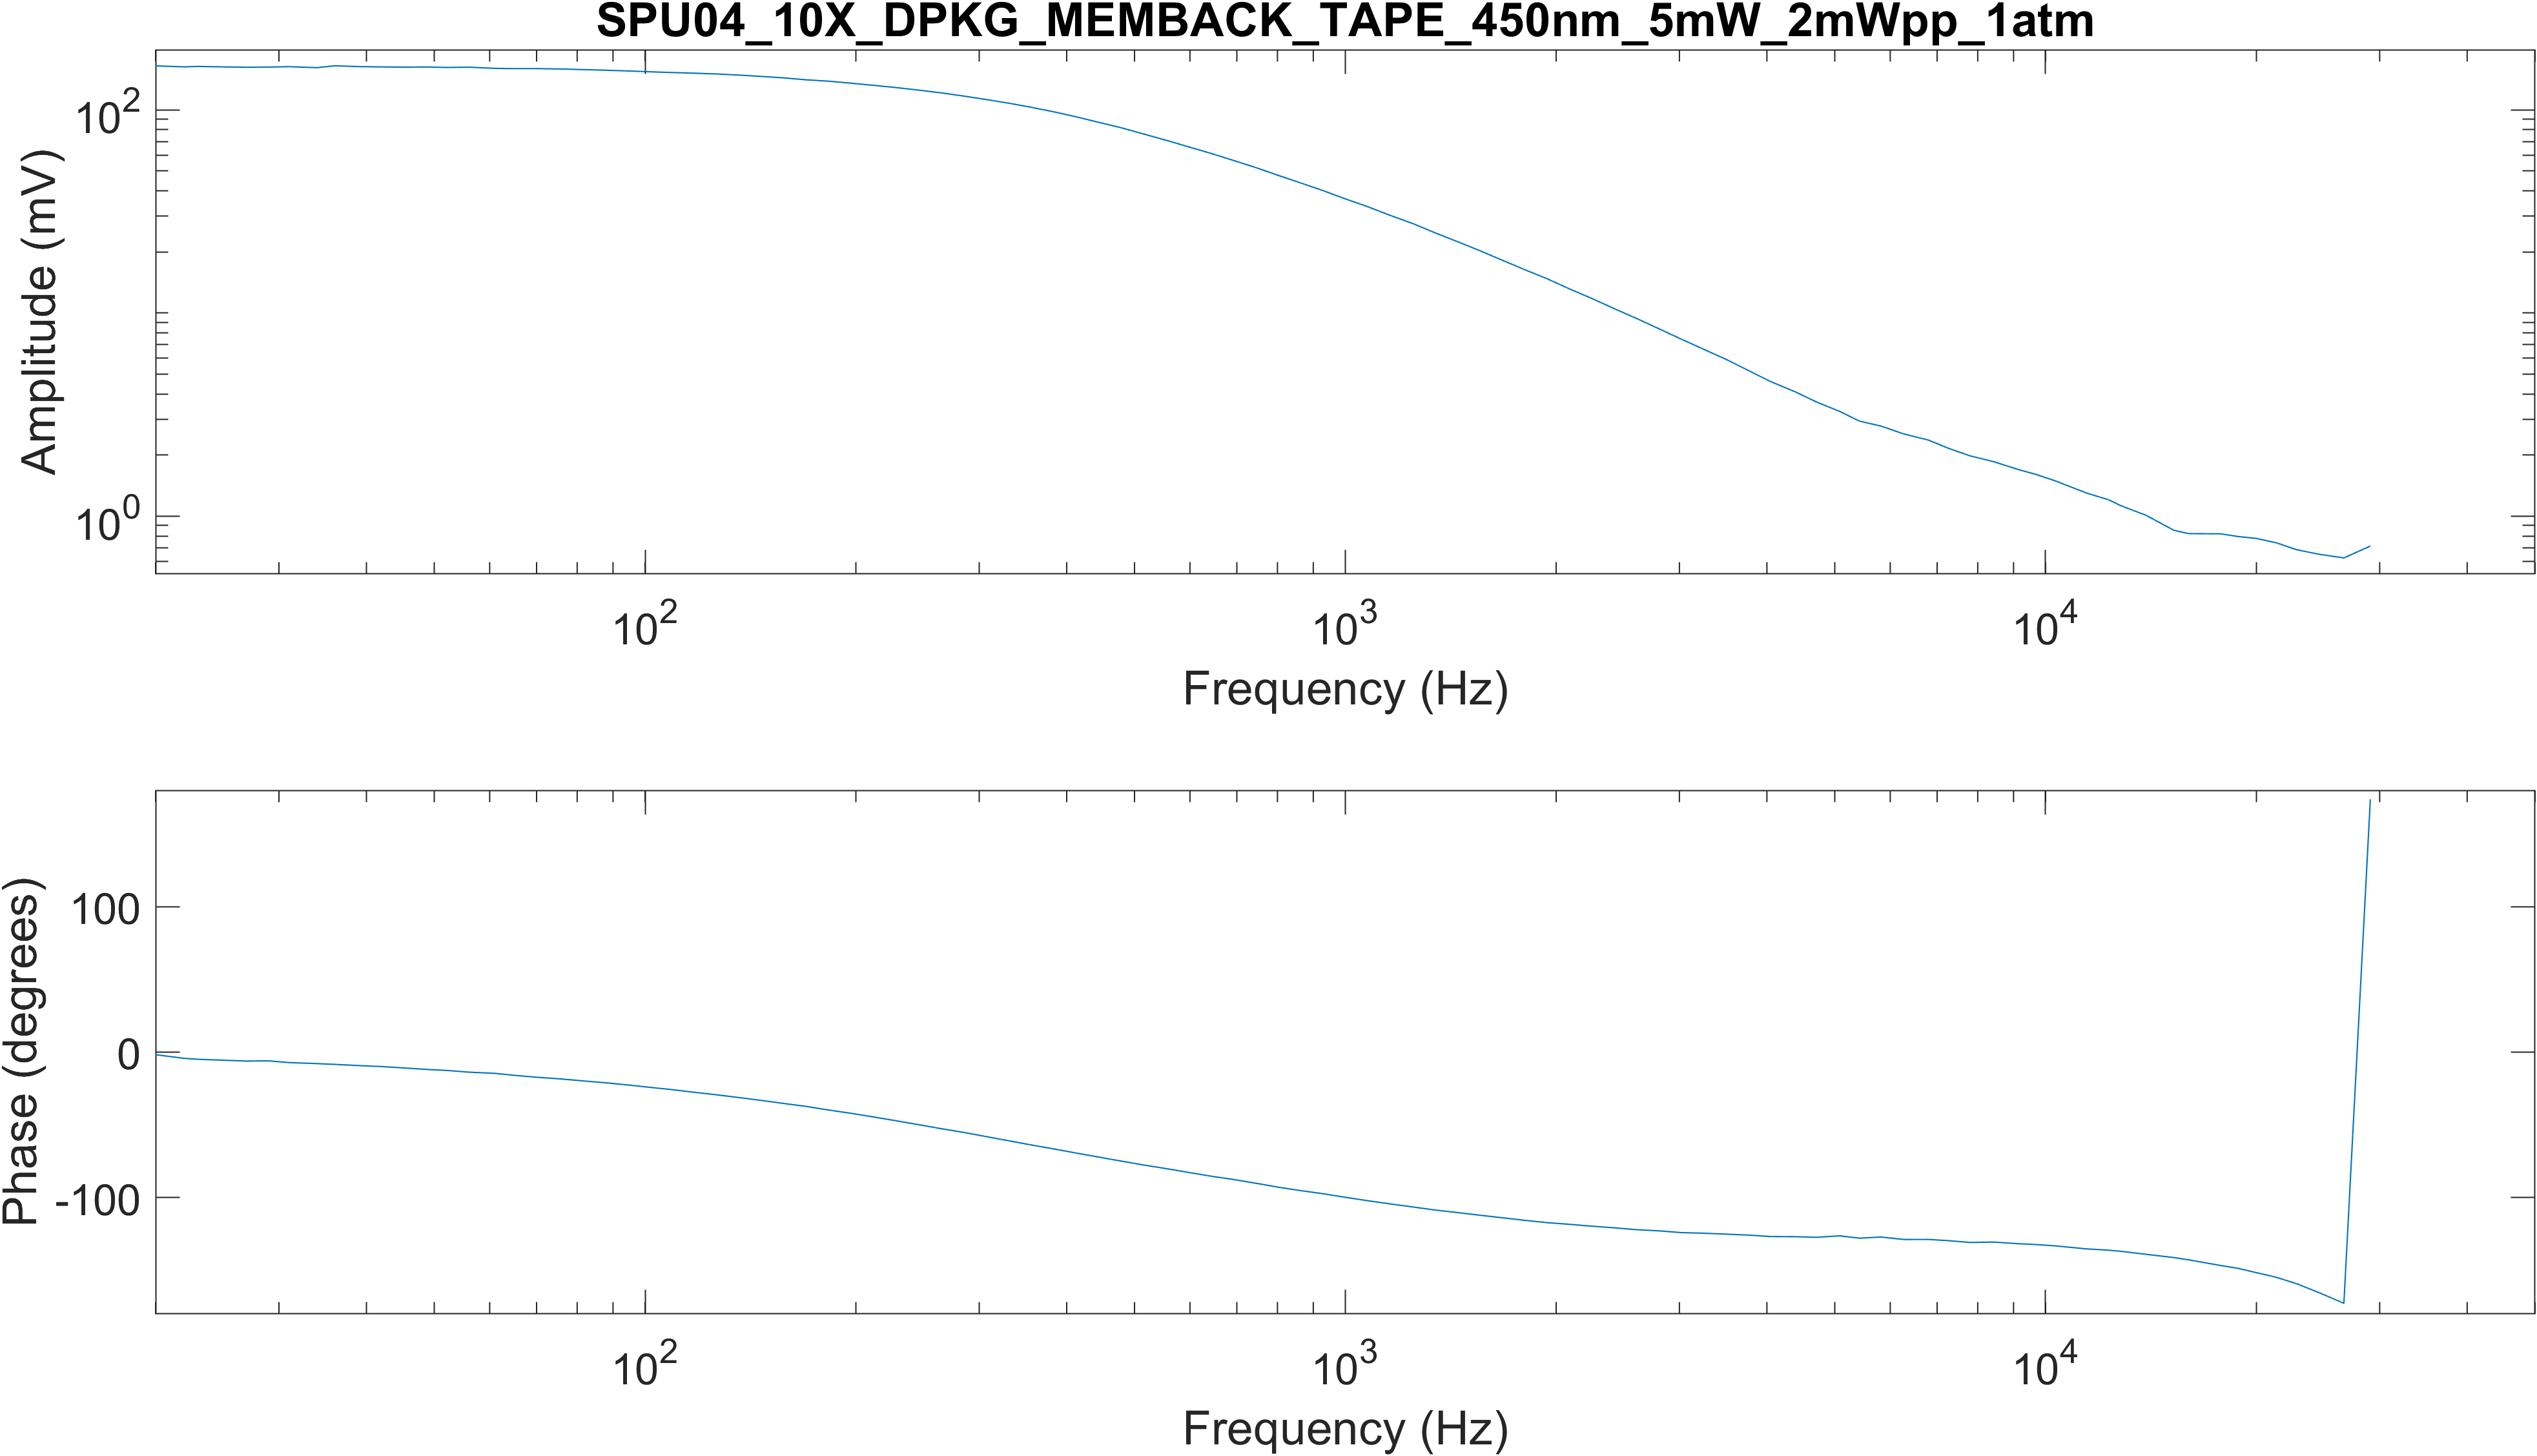 SPU04_10X_DPKG_MEMBACK_TAPE_450nm_5mW_2mWpp_1atm
Amplitude (mV)
10^2
10^0
10^2
10^3
10^4
Frequency (Hz)
Phase (degrees)
100
0
-100
10^2
10^3
10^4
Frequency (Hz)